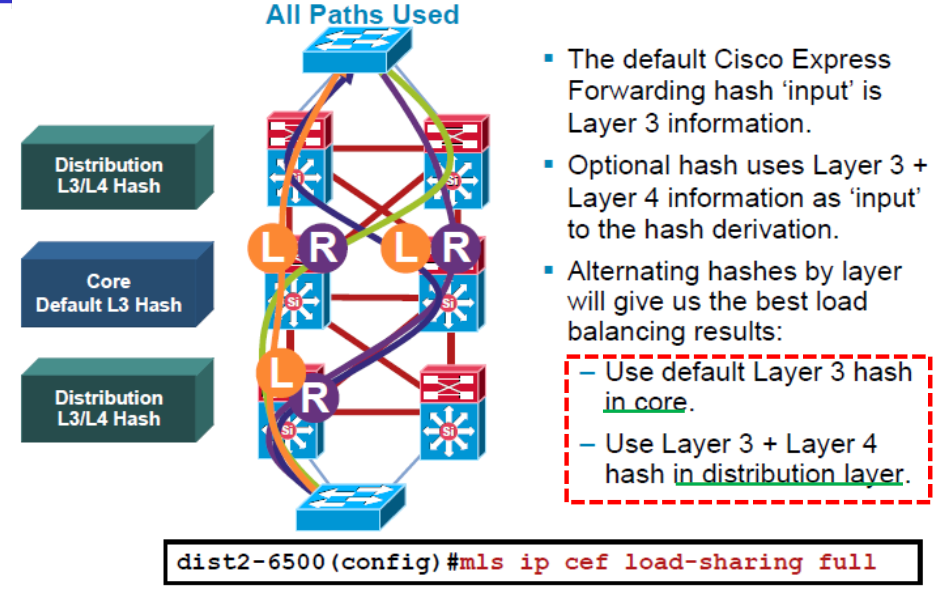 All Paths Used
Distribution
L3/L4 Hash
Core
Default L3 Hash
Distribution
L3/L4 Hash
Si
Si
L
R
L
R
Si
Si
L
R
Si
Si
▪ The default Cisco Express
Forwarding hash ‘input’ is
Layer 3 information.
▪ Optional hash uses Layer 3 +
Layer 4 information as ‘input’
to the hash derivation.
▪ Alternating hashes by layer
will give us the best load
balancing results:
– Use default Layer 3 hash
in core.
– Use Layer 3 + Layer 4
hash in distribution layer.
dist2-6500(config)#mls ip cef load-sharing full